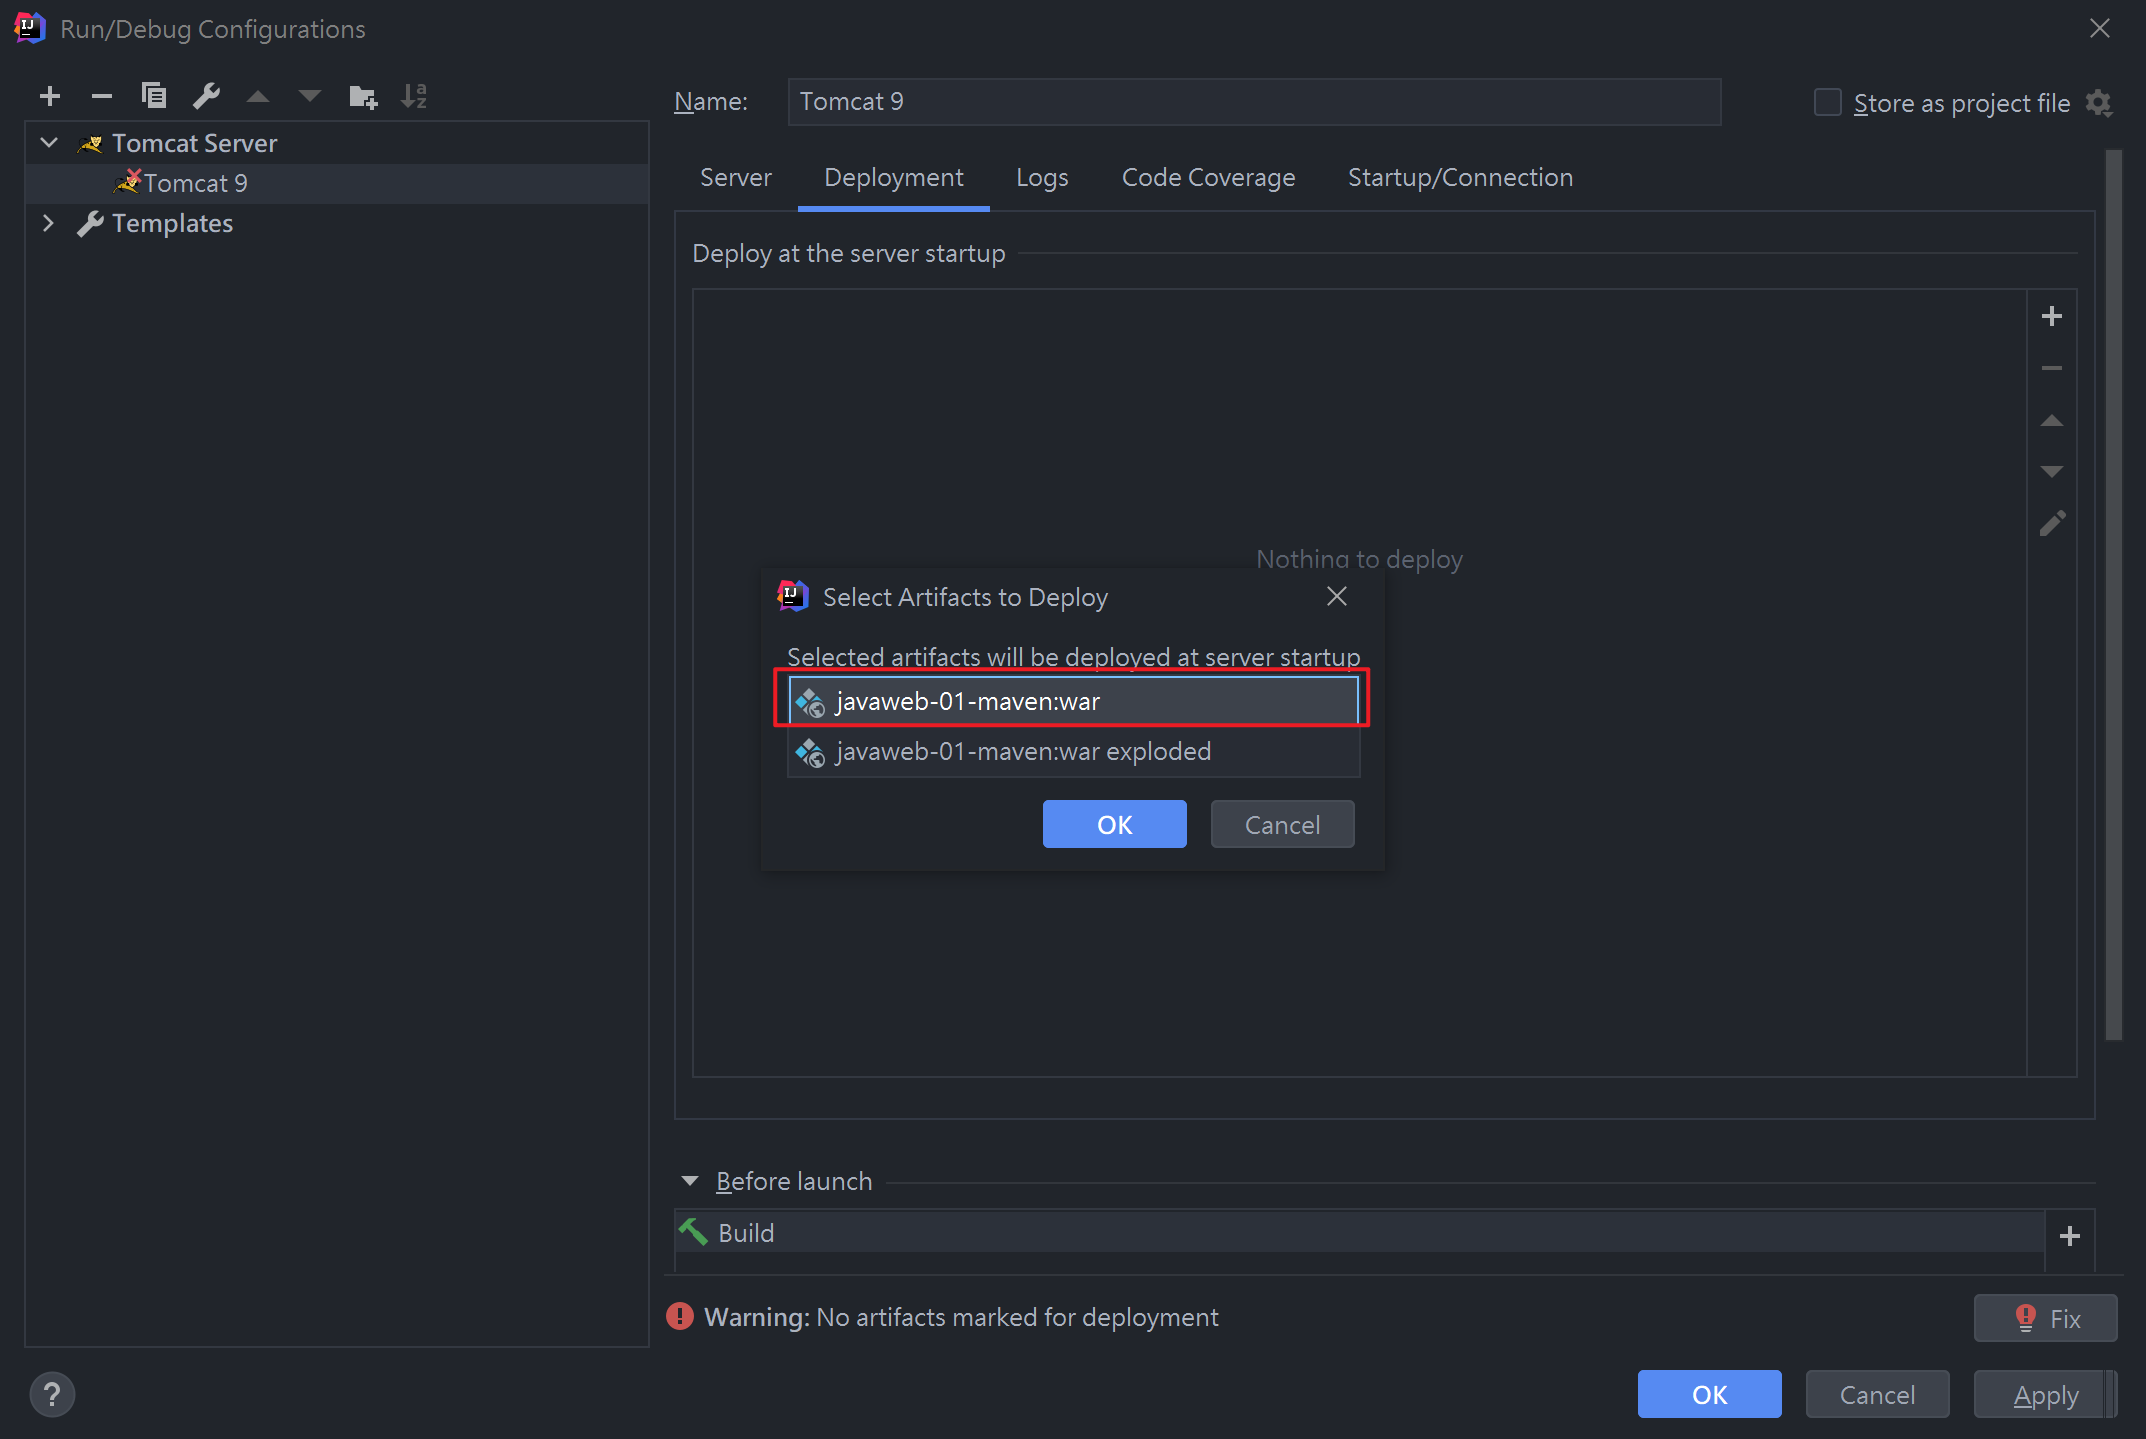 Run/Debug Configurations
Name: Tomcat 9
Store as project file
Tomcat Server
Tomcat 9
Templates
Server Deployment Logs Code Coverage Startup/Connection
Deploy at the server startup
Nothing to deploy
Select Artifacts to Deploy
Selected artifacts will be deployed at server startup
javaweb-01-maven:war
javaweb-01-maven:war exploded
OK Cancel
Before launch
Build
Warning: No artifacts marked for deployment
Fix
OK Cancel Apply